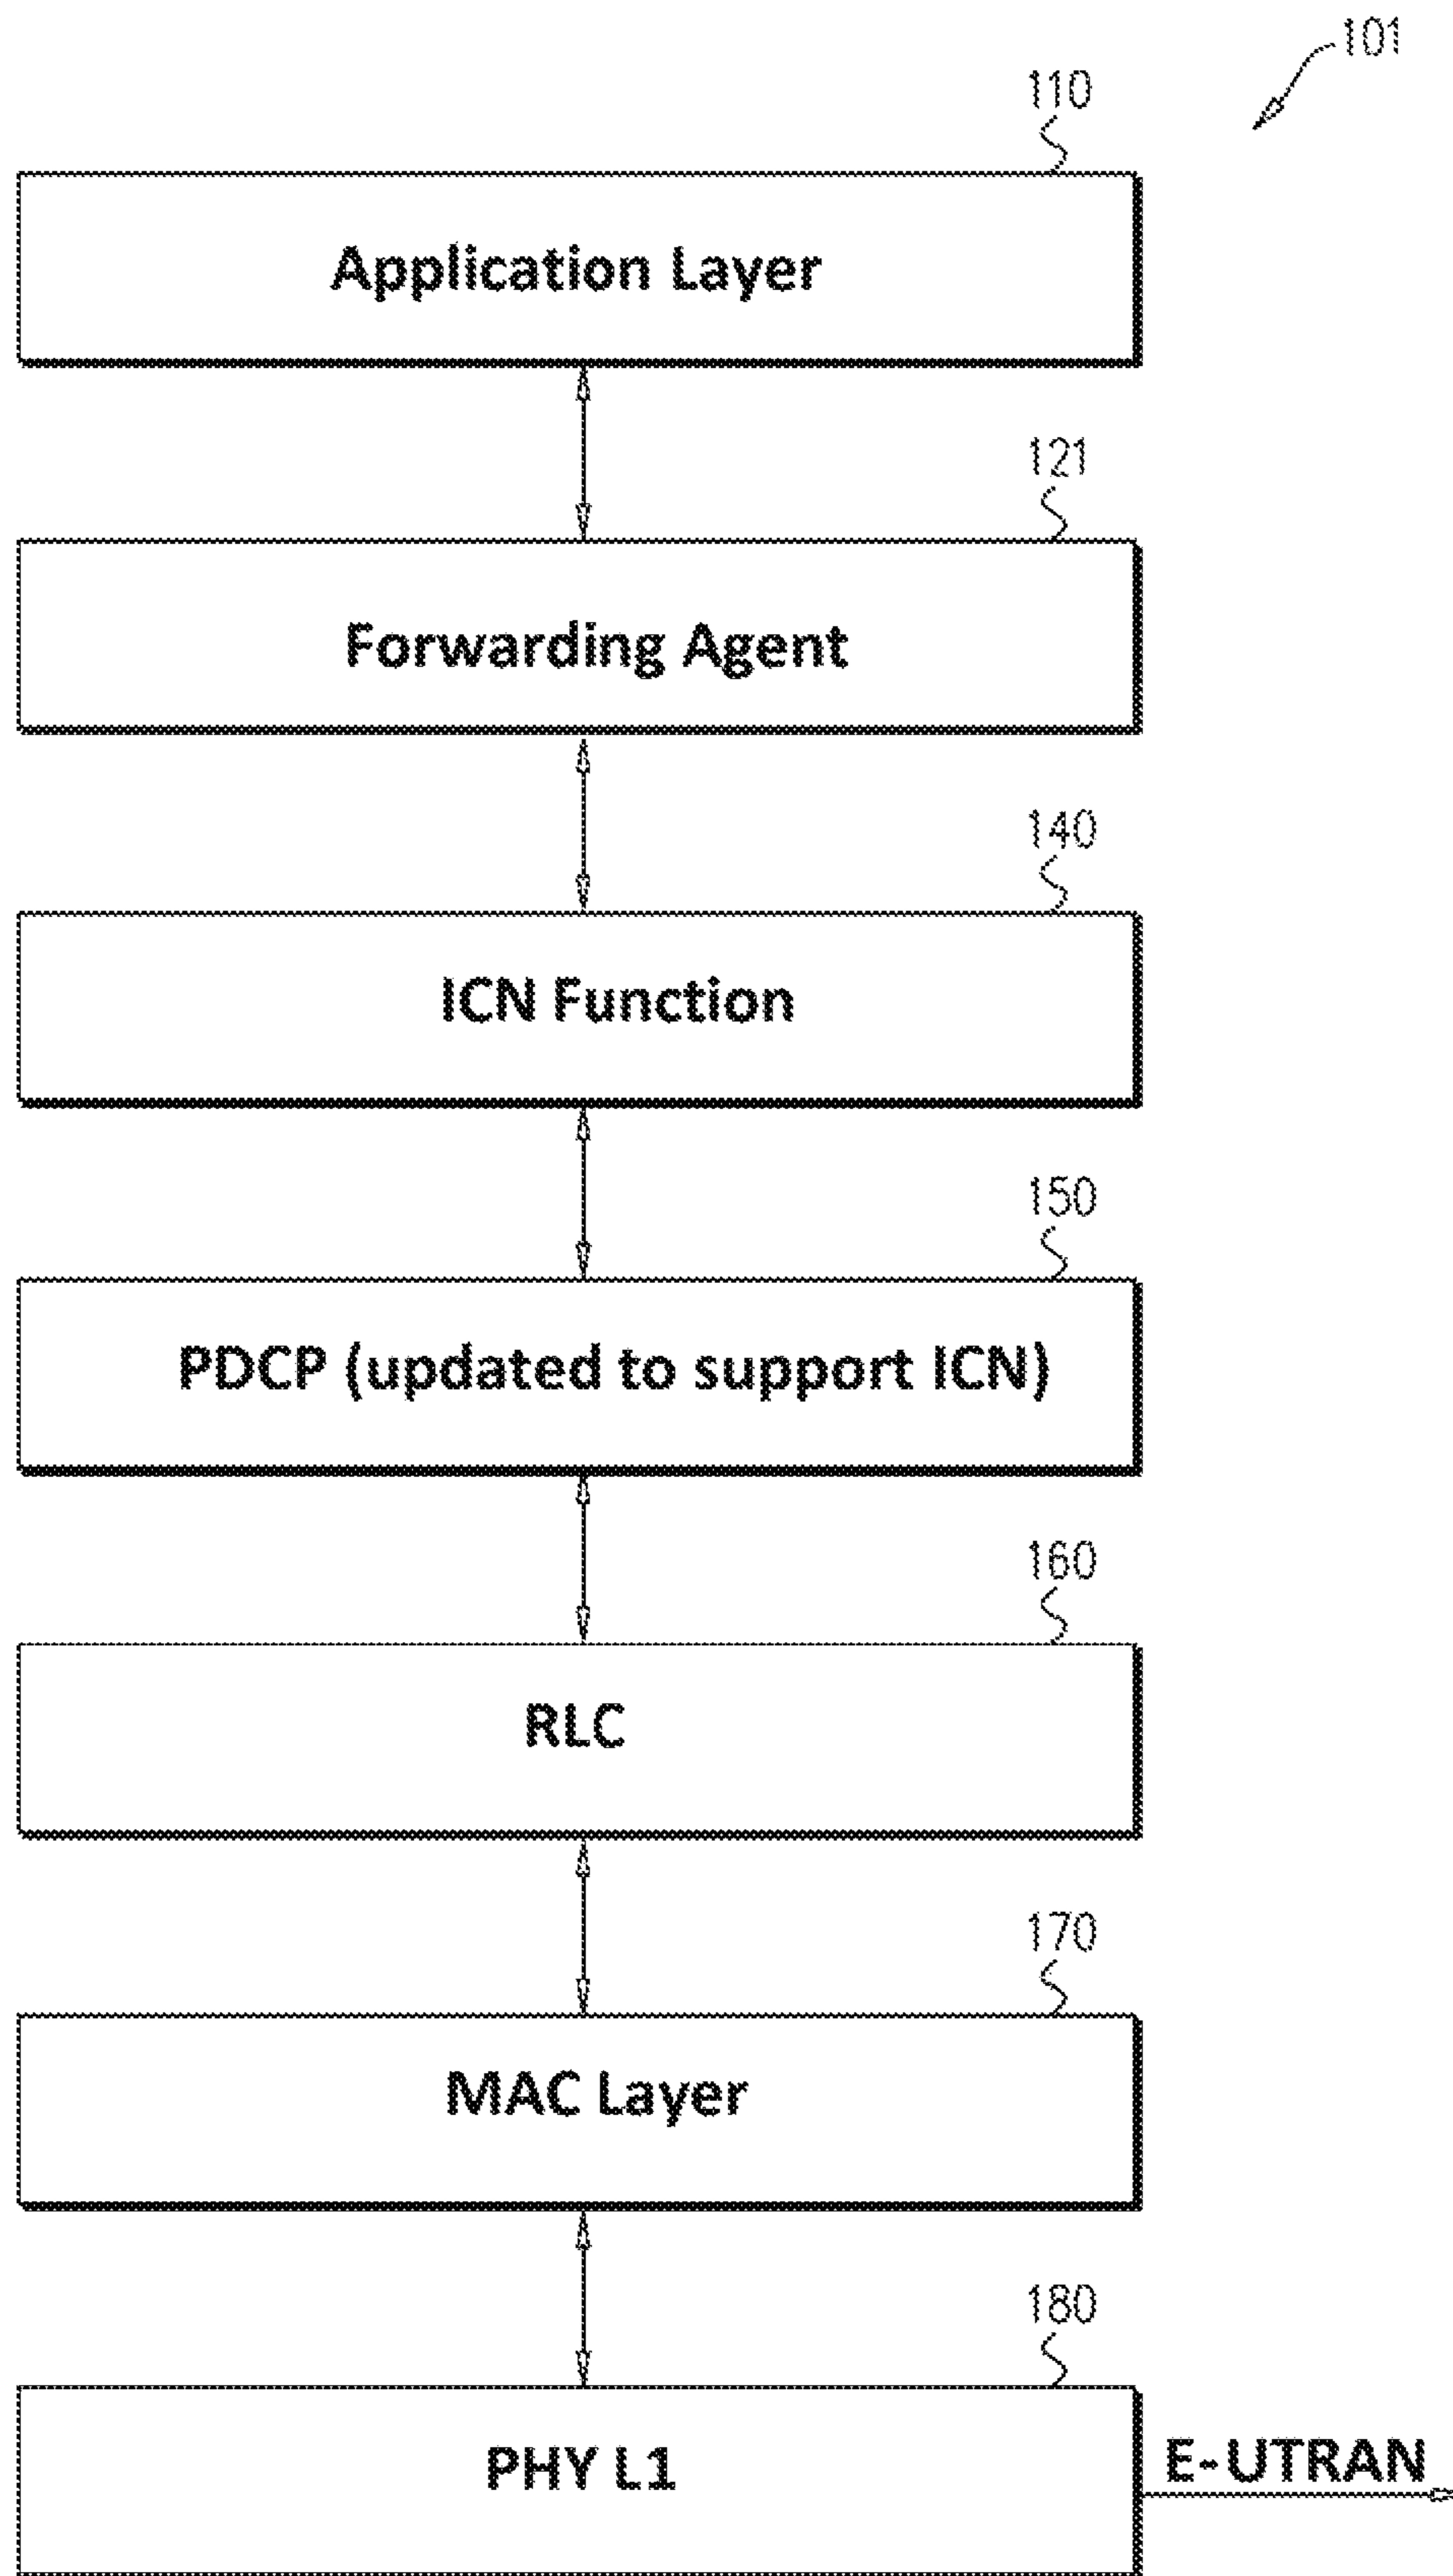 101
110
Application Layer
121
Forwarding Agent
140
ICN Function
150
PDCP (updated to support ICN)
160
RLC
170
MAC Layer
180
PHY L1
E-UTRAN